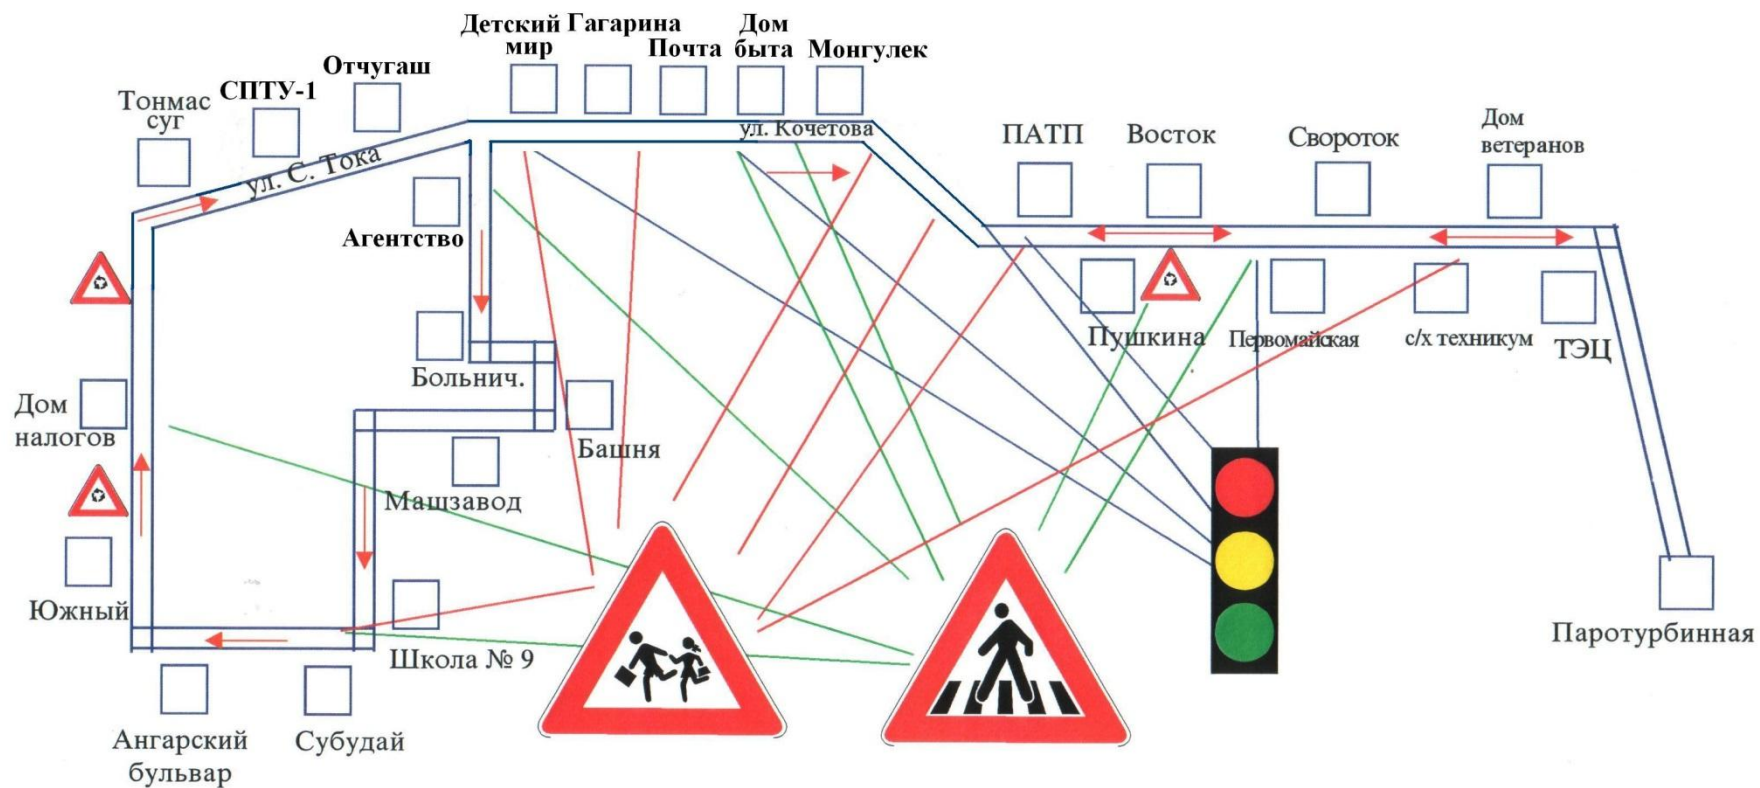 Детский
мир
Гагарина
Почта
Дом
быта
Монгулек
Отчугаш
СПТУ-1
Тонмас
суг
ул. С. Тока
ул. Кочетова
ПАТП
Восток
Свороток
Дом
ветеранов
Агентство
Пушкина
Первомайская
с/х техникум
ТЭЦ
Больнич.
Дом
налогов
Башня
Машзавод
Южный
Школа № 9
Паротурбинная
Ангарский
бульвар
Субудай